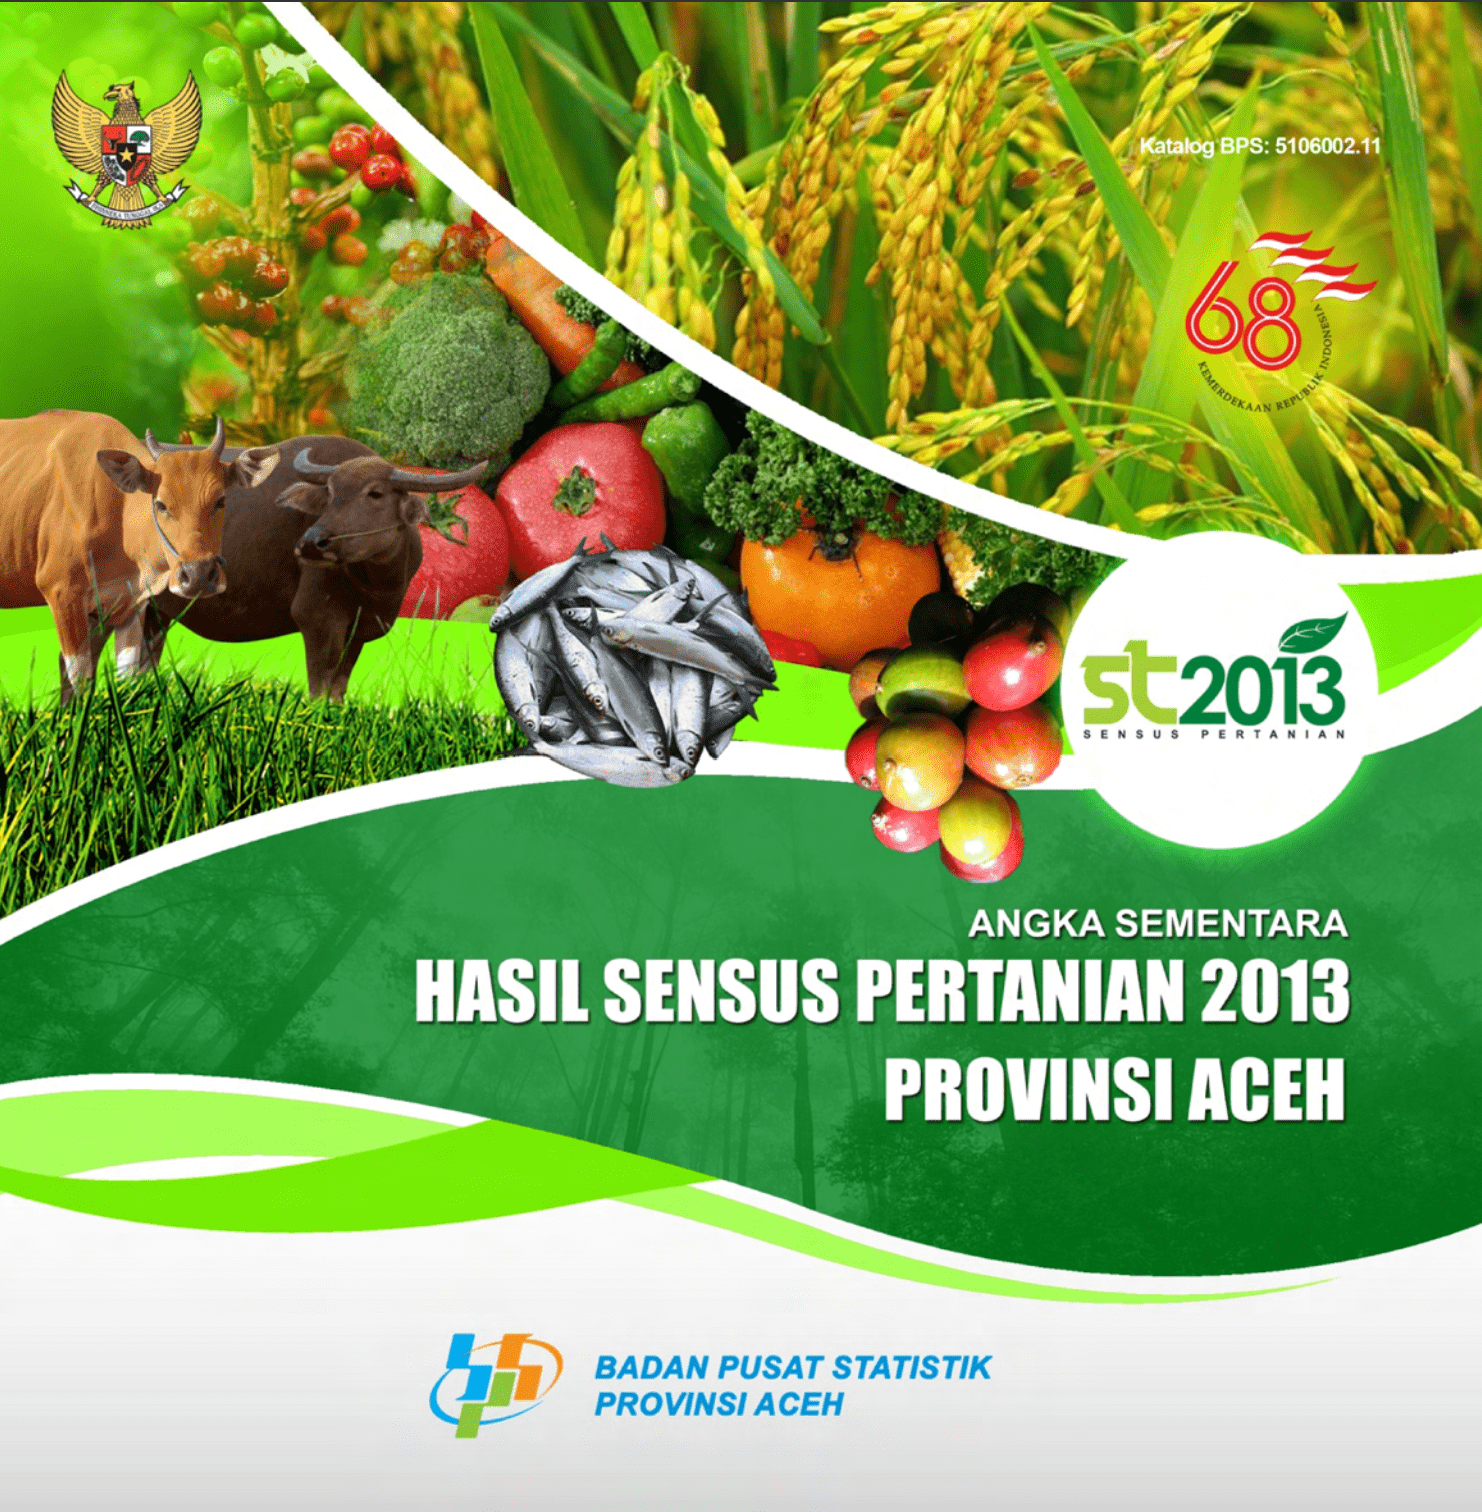 Katalog BPS: 5106002.11
68
KEMERDEKAAN REPUBLIK INDONESIA
st2013
SENSUS PERTANIAN
ANGKA SEMENTARA
HASIL SENSUS PERTANIAN 2013
PROVINSI ACEH
BADAN PUSAT STATISTIK
PROVINSI ACEH